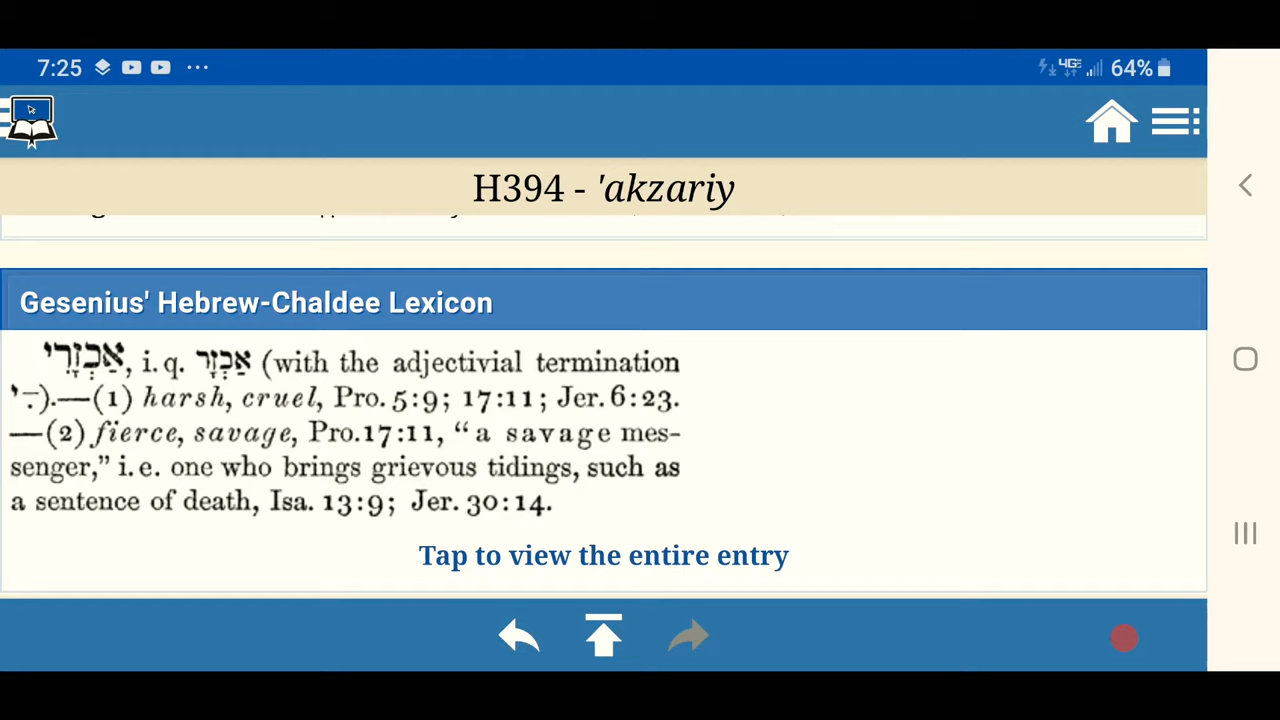 7:25 64%
H394 - 'akzariy
Gesenius' Hebrew-Chaldee Lexicon
אַכְזָרִי, i. q. אַכְזָר (with the adjectivial termination
ִ־י).—(1) harsh, cruel, Pro. 5:9; 17:11; Jer. 6:23.
—(2) fierce, savage, Pro.17:11, “a savage mes-
senger,” i. e. one who brings grievous tidings, such as
a sentence of death, Isa. 13:9; Jer. 30:14.
Tap to view the entire entry